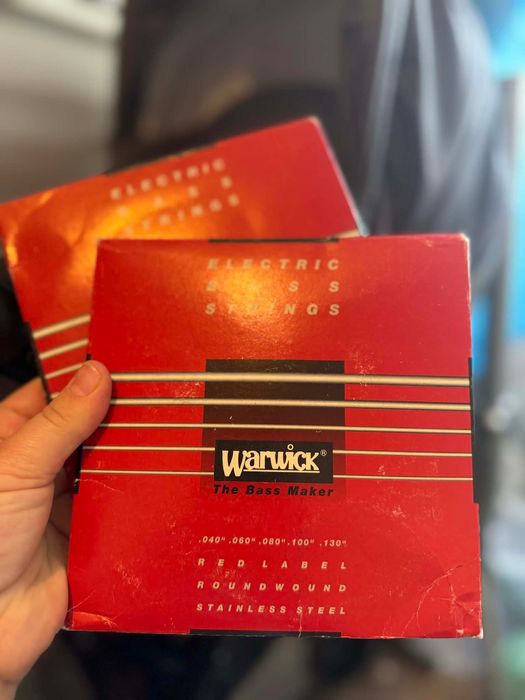 ELECTRIC
BASS
STRINGS
ELECTRIC
BASS
STRINGS
Warwick®
The Bass Maker
.040" .060" .080" .100" .130"
RED LABEL
ROUNDWOUND
STAINLESS STEEL